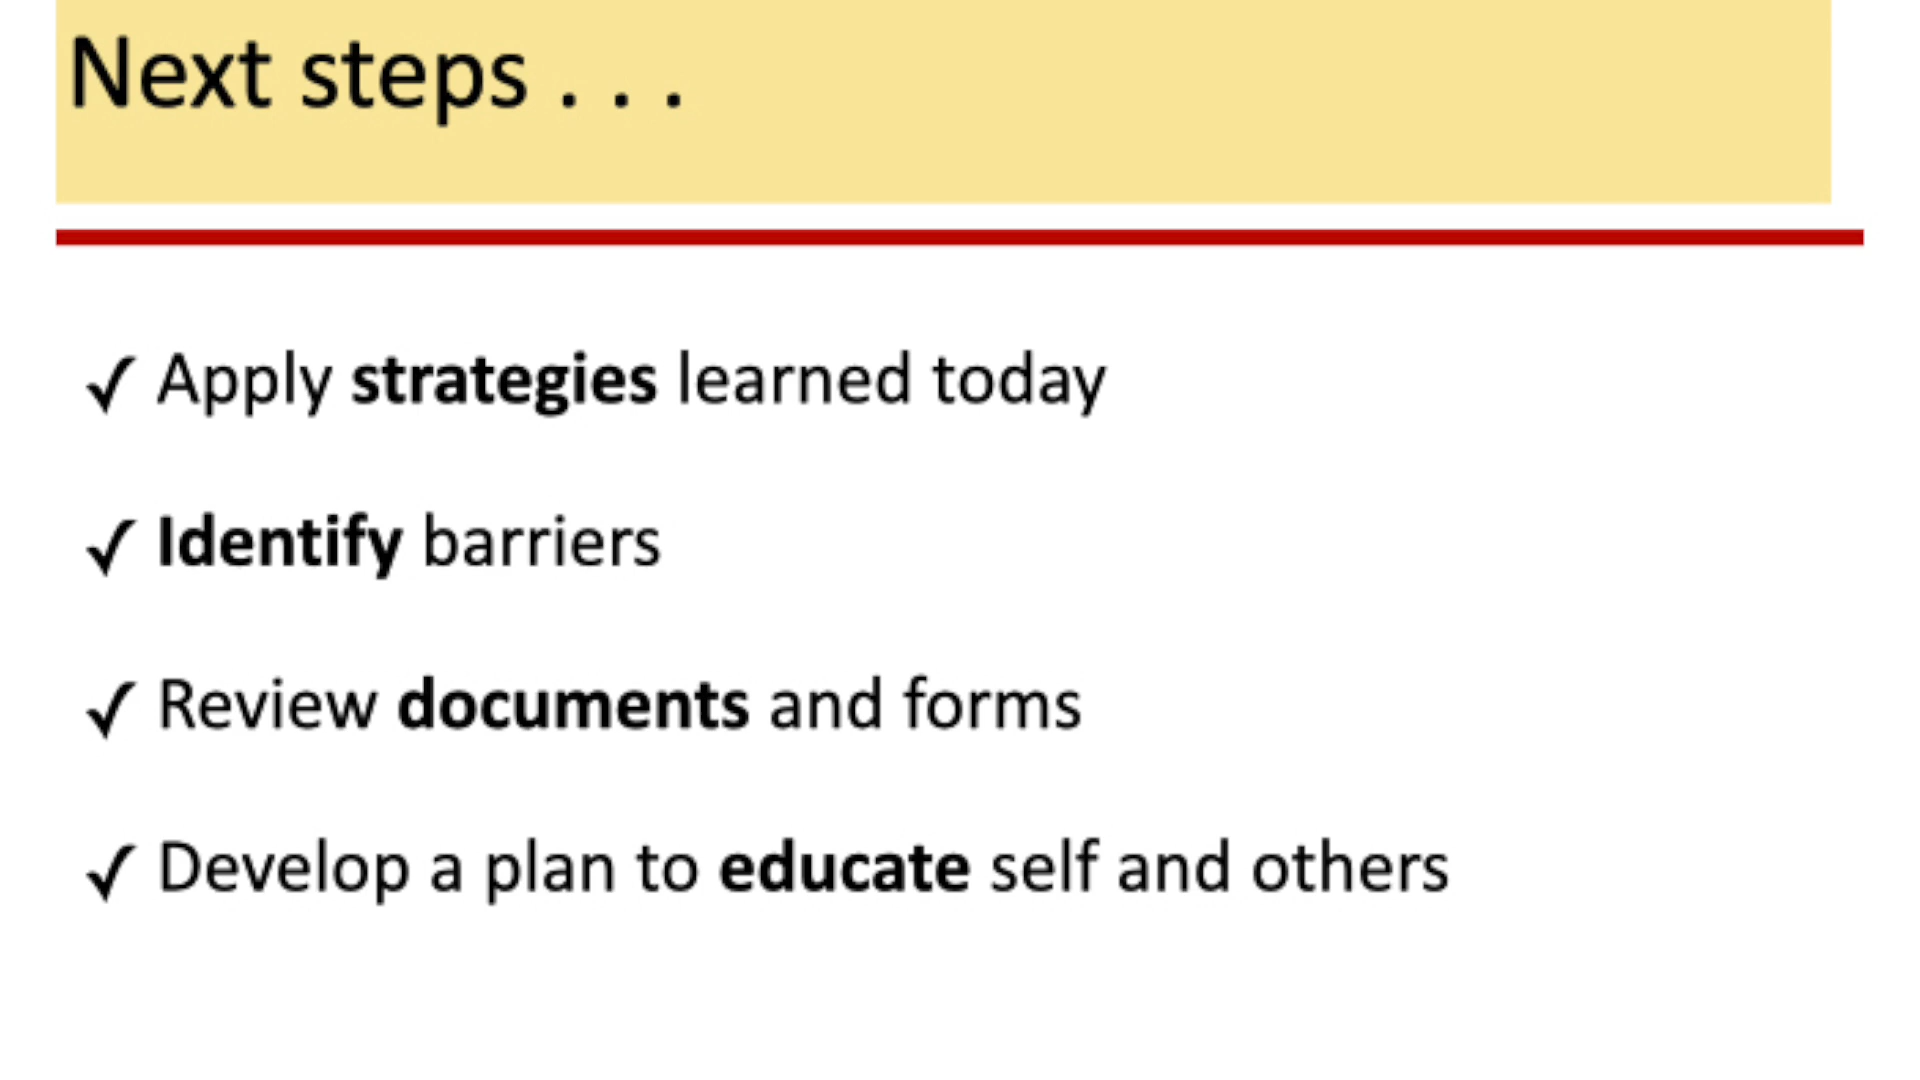 Next steps . . .
✓ Apply strategies learned today
✓ Identify barriers
✓ Review documents and forms
✓ Develop a plan to educate self and others